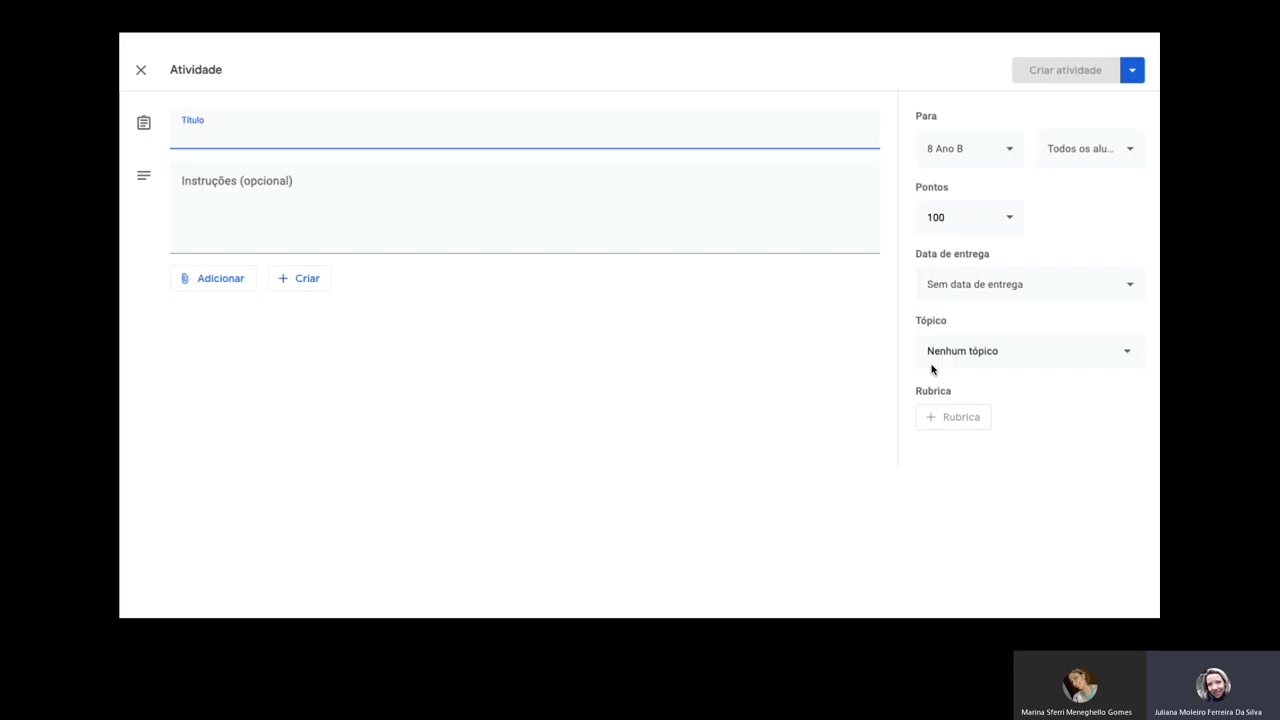 Atividade
Criar atividade
Título
Instruções (opcional)
Adicionar
Criar
Para
8 Ano B
Todos os alu...
Pontos
100
Data de entrega
Sem data de entrega
Tópico
Nenhum tópico
Rubrica
Rubrica
Marina Sferri Meneghello Gomes
Juliana Moleiro Ferreira Da Silva